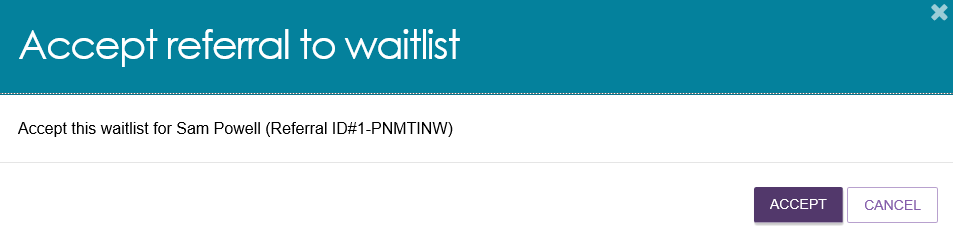 Accept referral to waitlist
Accept this waitlist for Sam Powell (Referral ID#1-PNMTINW)
ACCEPT
CANCEL